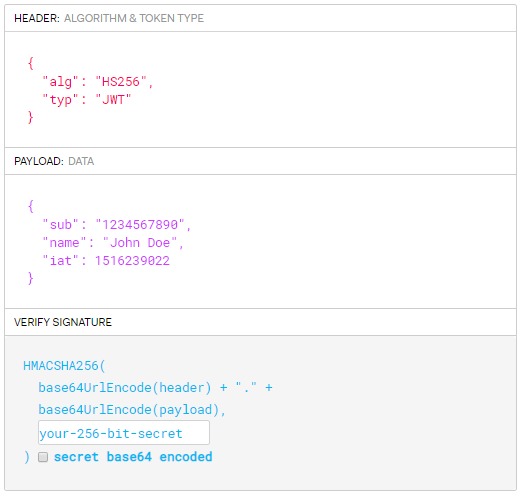 HEADER: ALGORITHM & TOKEN TYPE
{
  "alg": "HS256",
  "typ": "JWT"
}
PAYLOAD: DATA
{
  "sub": "1234567890",
  "name": "John Doe",
  "iat": 1516239022
}
VERIFY SIGNATURE
HMACSHA256(
  base64UrlEncode(header) + "." +
  base64UrlEncode(payload),
  your-256-bit-secret
) secret base64 encoded